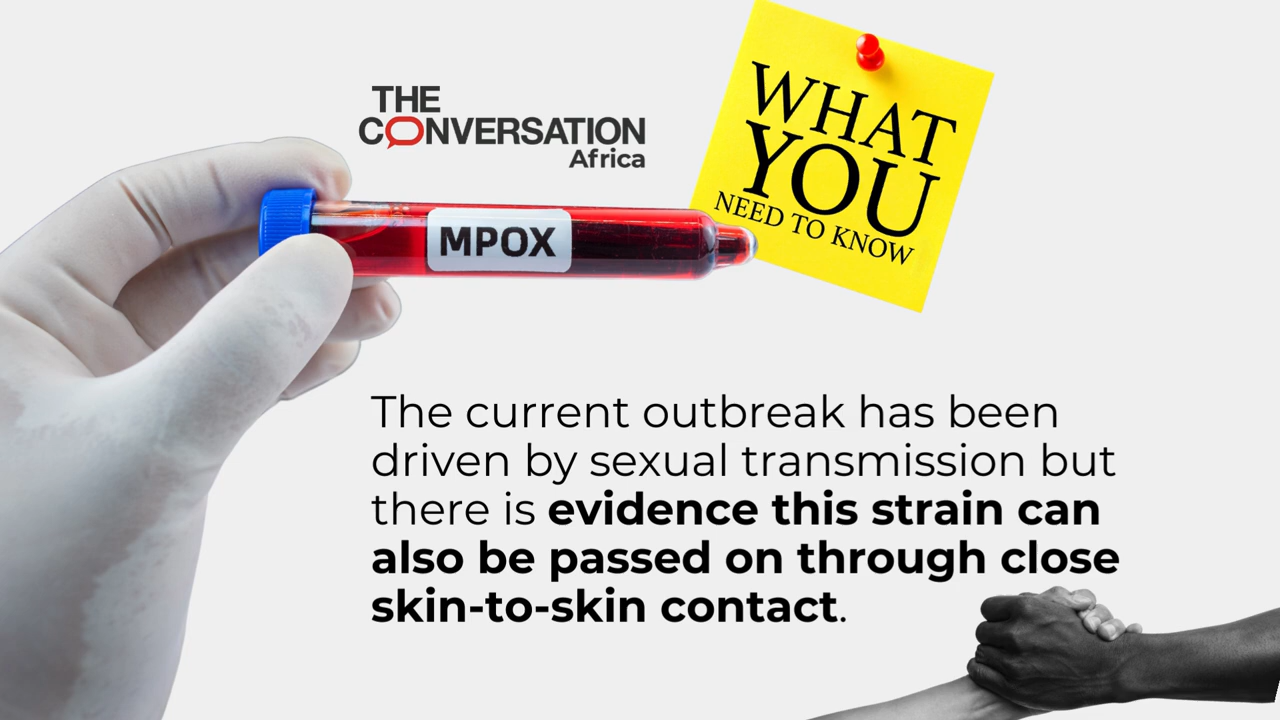 THE
CONVERSATION
Africa
WHAT
YOU
NEED TO KNOW
MPOX
The current outbreak has been
driven by sexual transmission but
there is evidence this strain can
also be passed on through close
skin-to-skin contact.